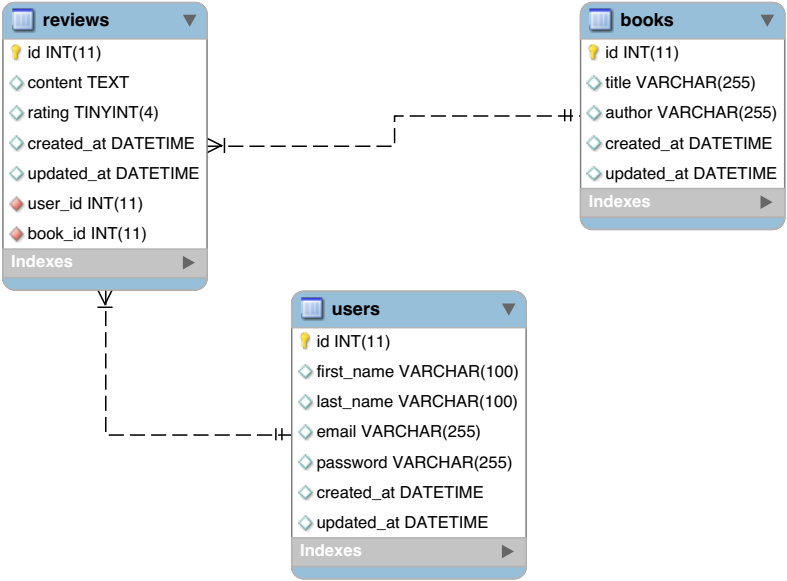 reviews
id INT(11)
content TEXT
rating TINYINT(4)
created_at DATETIME
updated_at DATETIME
user_id INT(11)
book_id INT(11)
Indexes
books
id INT(11)
title VARCHAR(255)
author VARCHAR(255)
created_at DATETIME
updated_at DATETIME
Indexes
users
id INT(11)
first_name VARCHAR(100)
last_name VARCHAR(100)
email VARCHAR(255)
password VARCHAR(255)
created_at DATETIME
updated_at DATETIME
Indexes